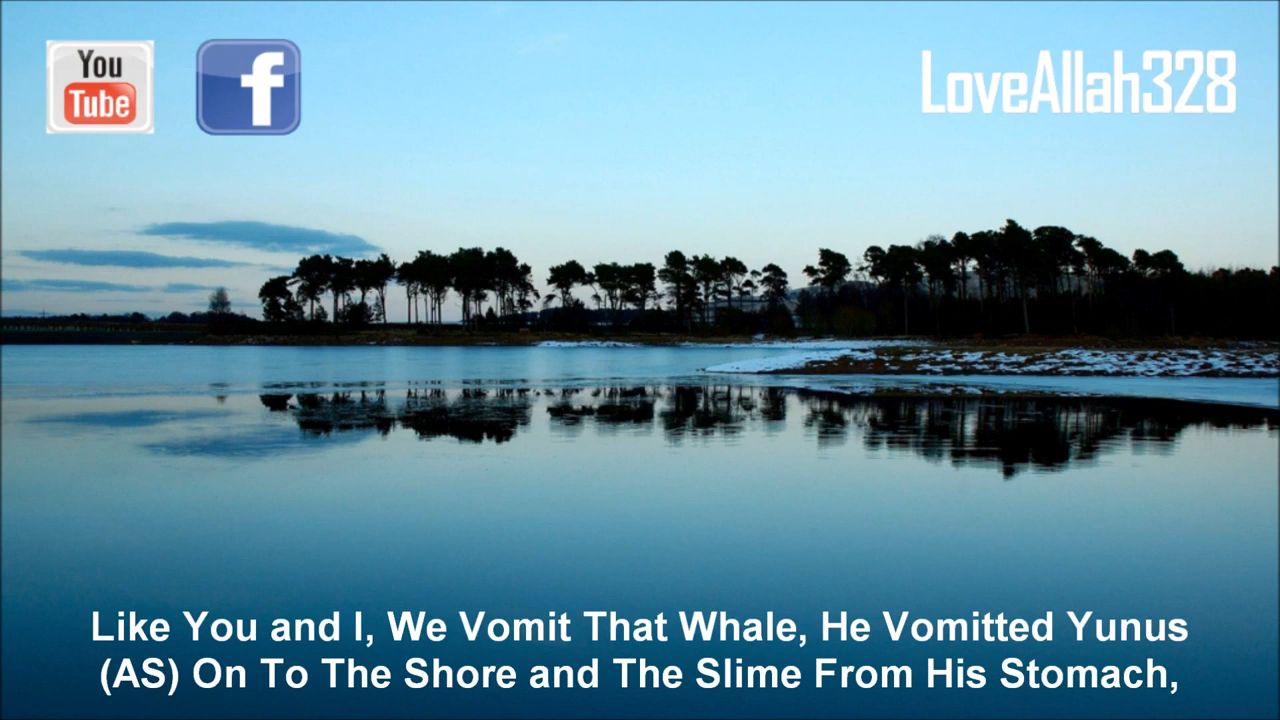 You
Tube
f
LoveAllah328
Like You and I, We Vomit That Whale, He Vomitted Yunus
(AS) On To The Shore and The Slime From His Stomach,